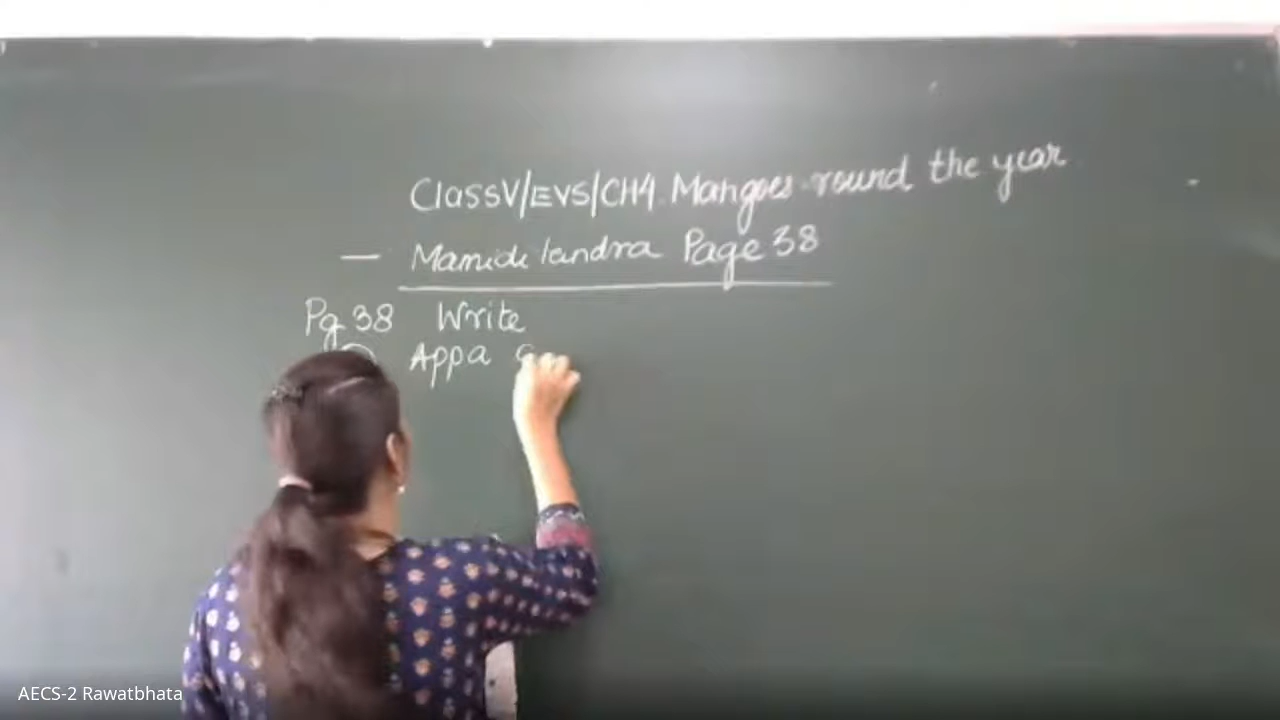 ClassV/EVS/CH4. Mangoes round the year
— Mamidi tandra Page 38
Pg 38 Write
Appa
AECS-2 Rawatbhata